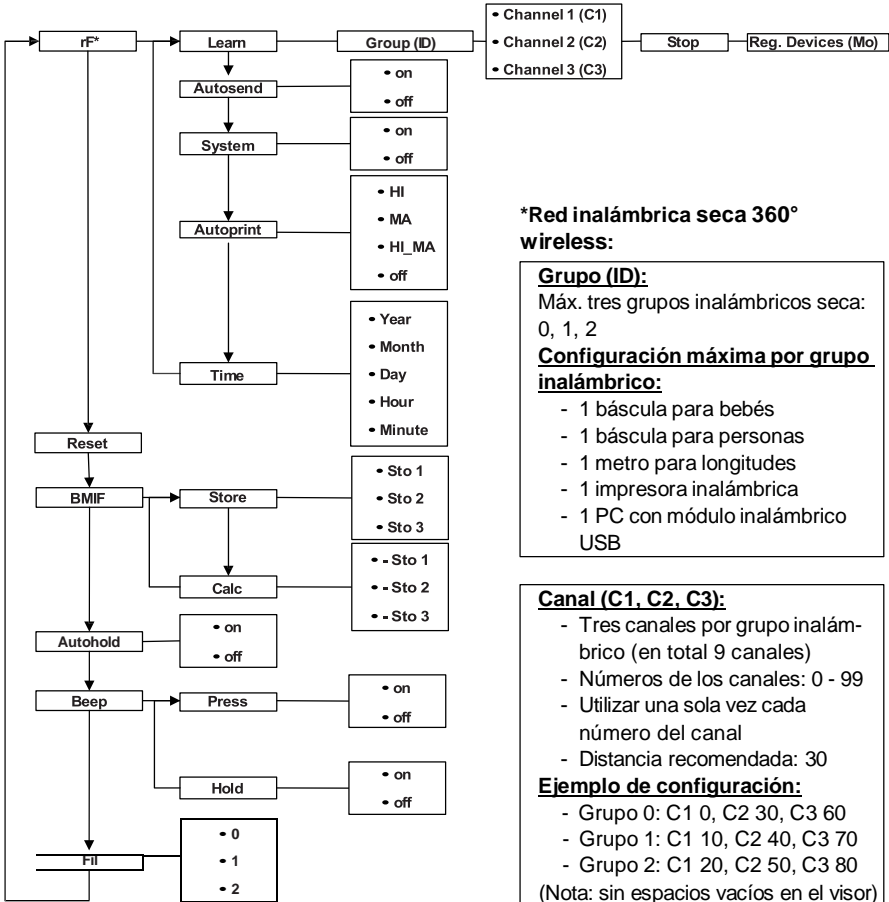 rF*
Learn
Group (ID)
• Channel 1 (C1)
• Channel 2 (C2)
• Channel 3 (C3)
Stop
Reg. Devices (Mo)
Autosend
• on
• off
System
• on
• off
Autoprint
• HI
• MA
• HI_MA
• off
Time
• Year
• Month
• Day
• Hour
• Minute
Reset
BMIF
Store
• Sto 1
• Sto 2
• Sto 3
Calc
• - Sto 1
• - Sto 2
• - Sto 3
Autohold
• on
• off
Beep
Press
• on
• off
Hold
• on
• off
Fil
• 0
• 1
• 2
*Red inalámbrica seca 360°
wireless:
Grupo (ID):
Máx. tres grupos inalámbricos seca:
0, 1, 2
Configuración máxima por grupo
inalámbrico:
- 1 báscula para bebés
- 1 báscula para personas
- 1 metro para longitudes
- 1 impresora inalámbrica
- 1 PC con módulo inalámbrico
USB
Canal (C1, C2, C3):
- Tres canales por grupo inalám-
brico (en total 9 canales)
- Números de los canales: 0 - 99
- Utilizar una sola vez cada
número del canal
- Distancia recomendada: 30
Ejemplo de configuración:
- Grupo 0: C1 0, C2 30, C3 60
- Grupo 1: C1 10, C2 40, C3 70
- Grupo 2: C1 20, C2 50, C3 80
(Nota: sin espacios vacíos en el visor)